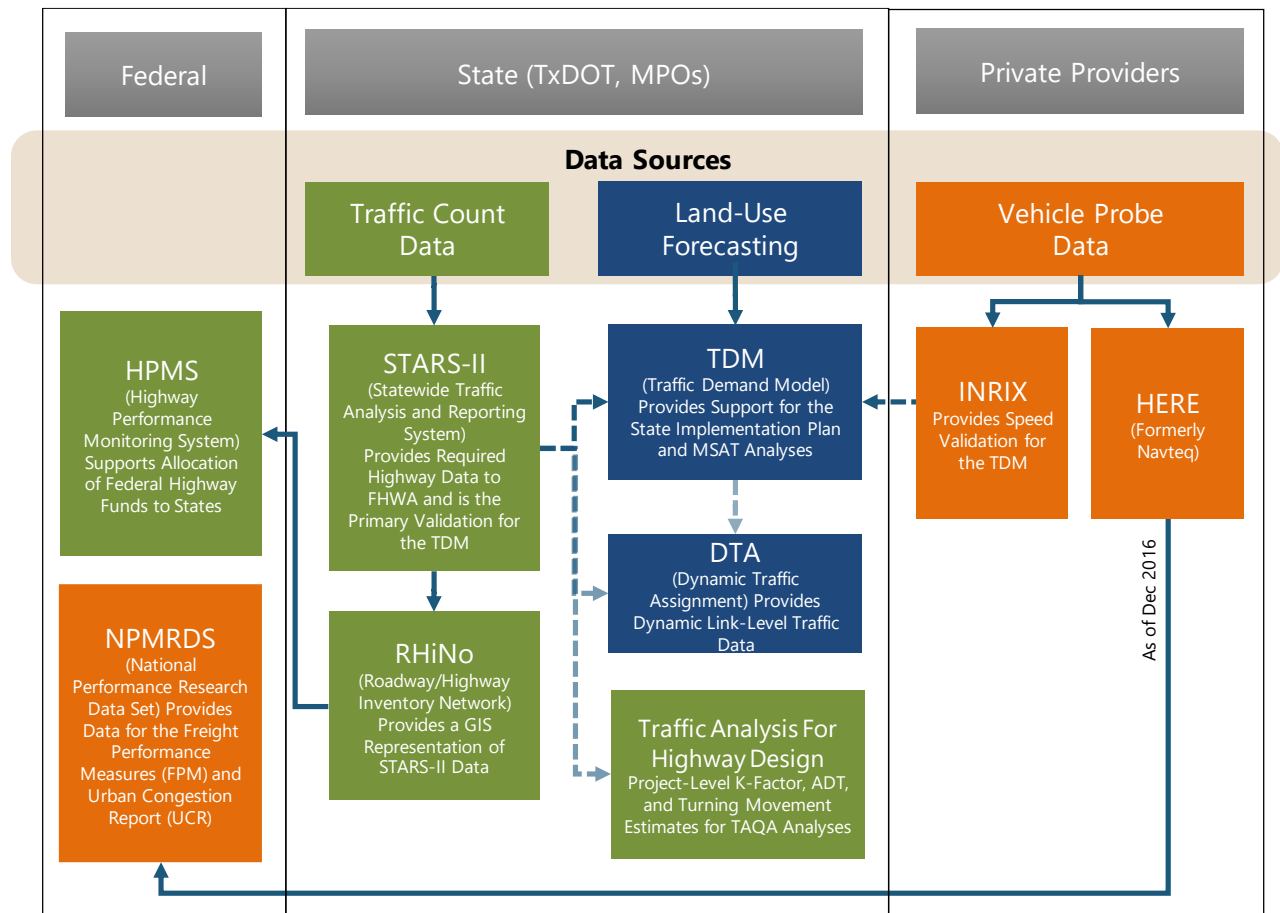 Federal
State (TxDOT, MPOs)
Private Providers
Data Sources
Traffic Count
Data
Land-Use
Forecasting
Vehicle Probe
Data
HPMS
(Highway
Performance
Monitoring System)
Supports Allocation
of Federal Highway
Funds to States
STARS-II
(Statewide Traffic
Analysis and Reporting
System)
Provides Required
Highway Data to
FHWA and is the
Primary Validation for
the TDM
TDM
(Traffic Demand Model)
Provides Support for the
State Implementation Plan
and MSAT Analyses
INRIX
Provides Speed
Validation for
the TDM
HERE
(Formerly
Navteq)
DTA
(Dynamic Traffic
Assignment) Provides
Dynamic Link-Level Traffic
Data
As of Dec 2016
NPMRDS
(National
Performance Research
Data Set) Provides
Data for the Freight
Performance
Measures (FPM) and
Urban Congestion
Report (UCR)
RHiNo
(Roadway/Highway
Inventory Network)
Provides a GIS
Representation of
STARS-II Data
Traffic Analysis For
Highway Design
Project-Level K-Factor, ADT,
and Turning Movement
Estimates for TAQA Analyses